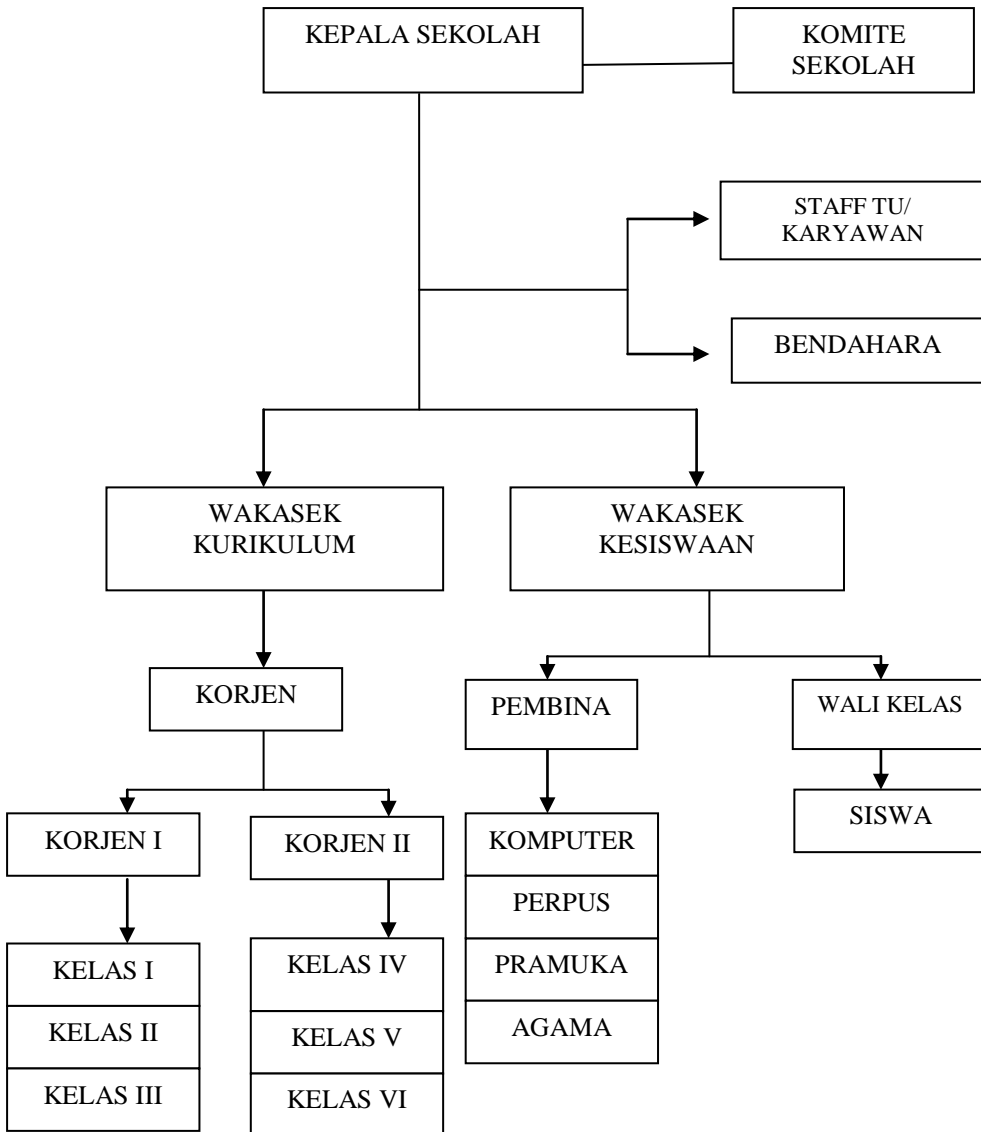 KEPALA SEKOLAH
KOMITE
SEKOLAH
STAFF TU/
KARYAWAN
BENDAHARA
WAKASEK
KURIKULUM
WAKASEK
KESISWAAN
KORJEN
PEMBINA
WALI KELAS
KORJEN I
KORJEN II
KOMPUTER
SISWA
PERPUS
PRAMUKA
AGAMA
KELAS I
KELAS II
KELAS III
KELAS IV
KELAS V
KELAS VI